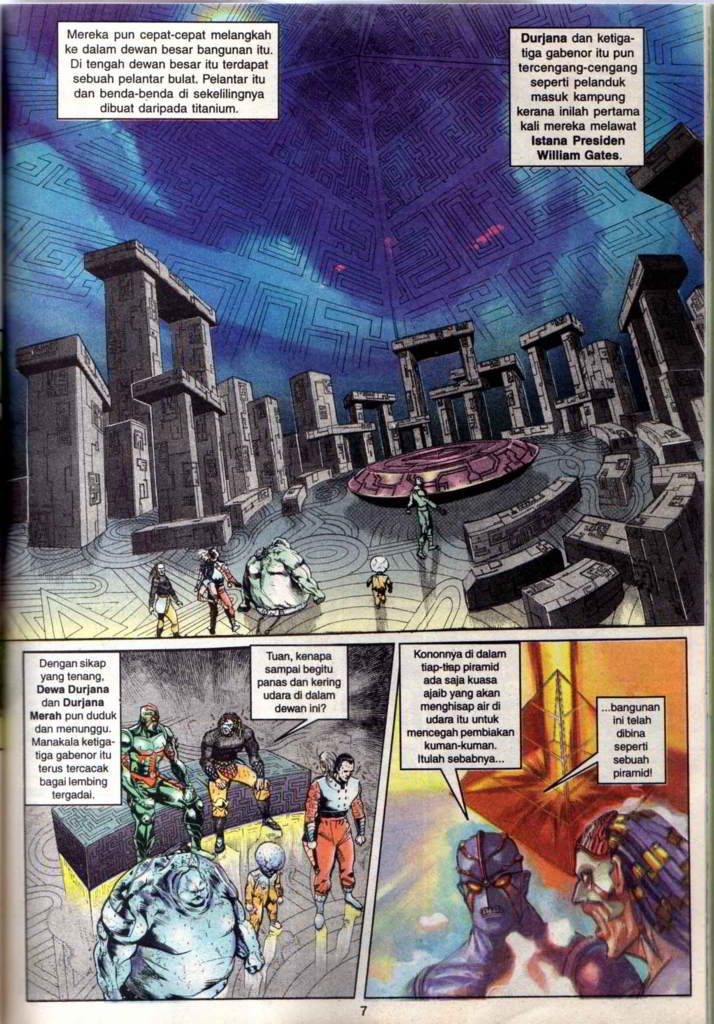 Mereka pun cepat-cepat melangkah
ke dalam dewan besar bangunan itu.
Di tengah dewan besar itu terdapat
sebuah pelantar bulat. Pelantar itu
dan benda-benda di sekelilingnya
dibuat daripada titanium.
Durjana dan ketiga-
tiga gabenor itu pun
tercengang-cengang
seperti pelanduk
masuk kampung
kerana inilah pertama
kali mereka melawat
Istana Presiden
William Gates.
Dengan sikap
yang tenang,
Dewa Durjana
dan Durjana
Merah pun duduk
dan menunggu.
Manakala ketiga-
tiga gabenor itu
terus tercacak
bagai lembing
tergadai.
Tuan, kenapa
sampai begitu
panas dan kering
udara di dalam
dewan ini?
Kononnya di dalam
tiap-tiap piramid
ada saja kuasa
ajaib yang akan
menghisap air di
udara itu untuk
mencegah pembiakan
kuman-kuman.
Itulah sebabnya...
...bangunan
ini telah
dibina
seperti
sebuah
piramid!
7